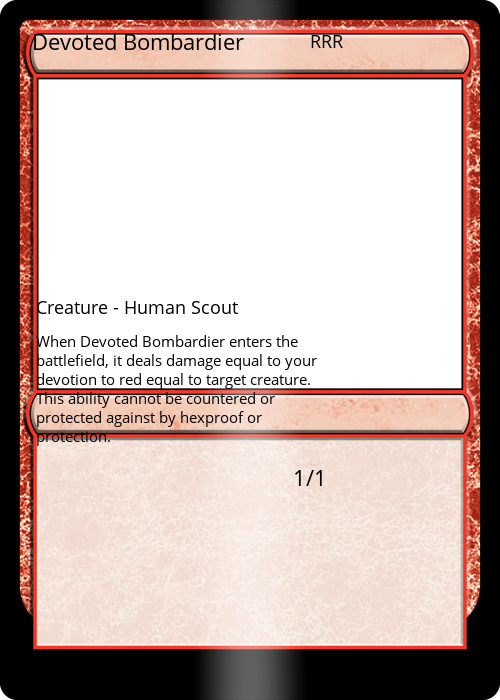 Devoted Bombardier RRR
Creature - Human Scout
When Devoted Bombardier enters the
battlefield, it deals damage equal to your
devotion to red equal to target creature.
This ability cannot be countered or
protected against by hexproof or
protection.
1/1